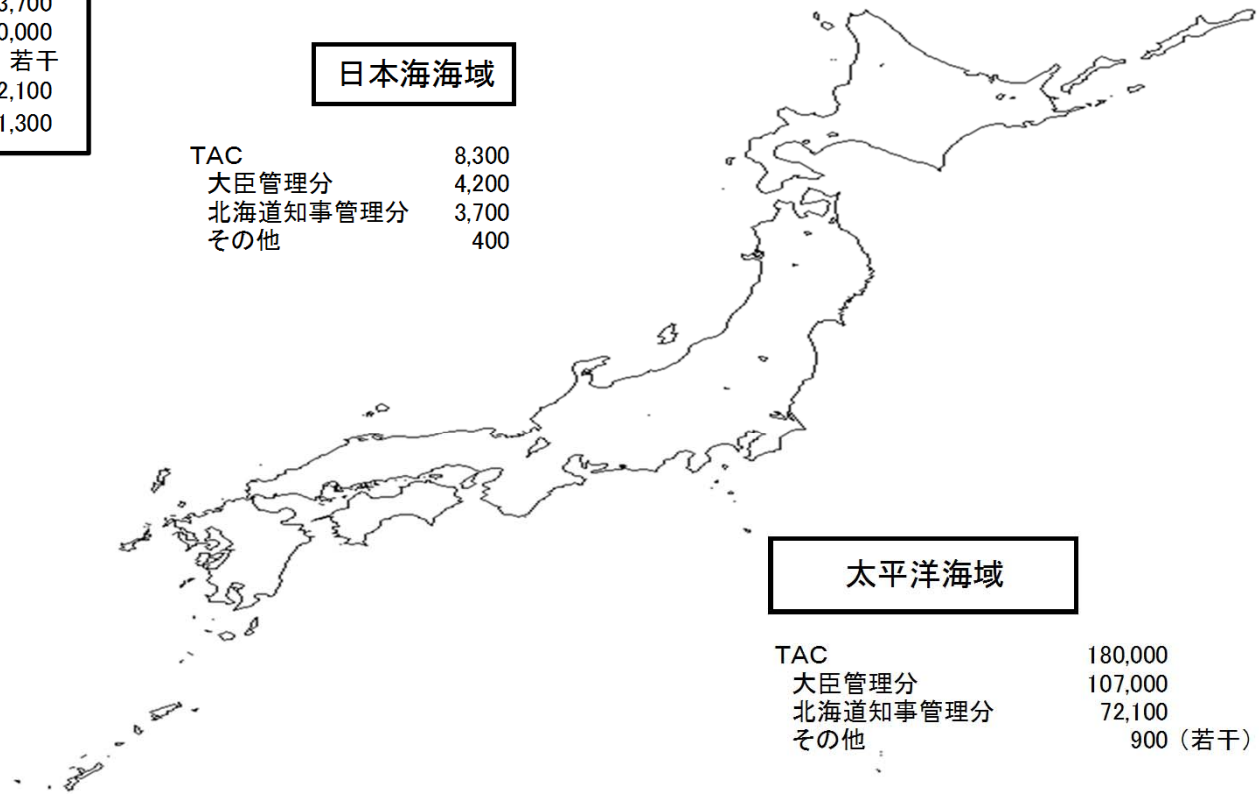 3,700
0,000
若干
2,100
1,300
日本海海域
TAC 8,300
大臣管理分 4,200
北海道知事管理分 3,700
その他 400
太平洋海域
TAC 180,000
大臣管理分 107,000
北海道知事管理分 72,100
その他 900（若干）